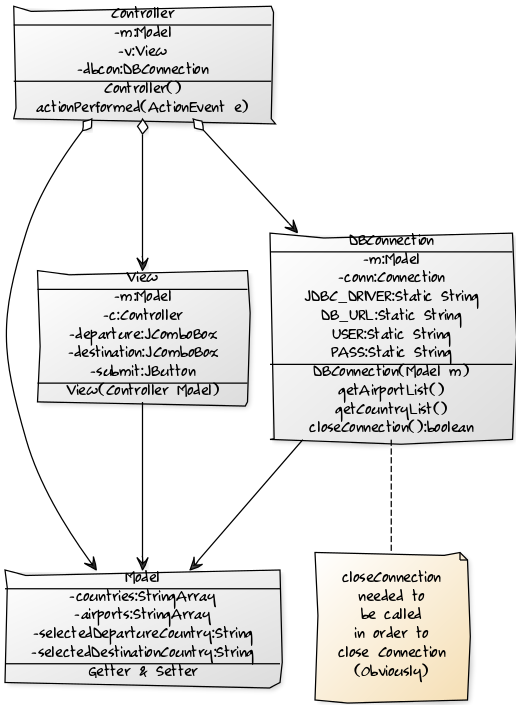 Controller
-m:Model
-v:View
-dbcon:DBConnection
Controller()
actionPerformed(ActionEvent e)
View
-m:Model
-c:Controller
-departure:JComboBox
-destination:JComboBox
-submit:JButton
View(Controller Model)
DBConnection
-m:Model
-conn:Connection
JDBC_DRIVER:Static String
DB_URL:Static String
USER:Static String
PASS:Static String
DBConnection(Model m)
getAirportList()
getCountryList()
closeConnection():boolean
Model
-countries:StringArray
-airports:StringArray
-selectedDepartureCountry:String
-selectedDestinationCountry:String
Getter & Setter
closeConnection
needed to
be called
in order to
close Connection
(Obviously)